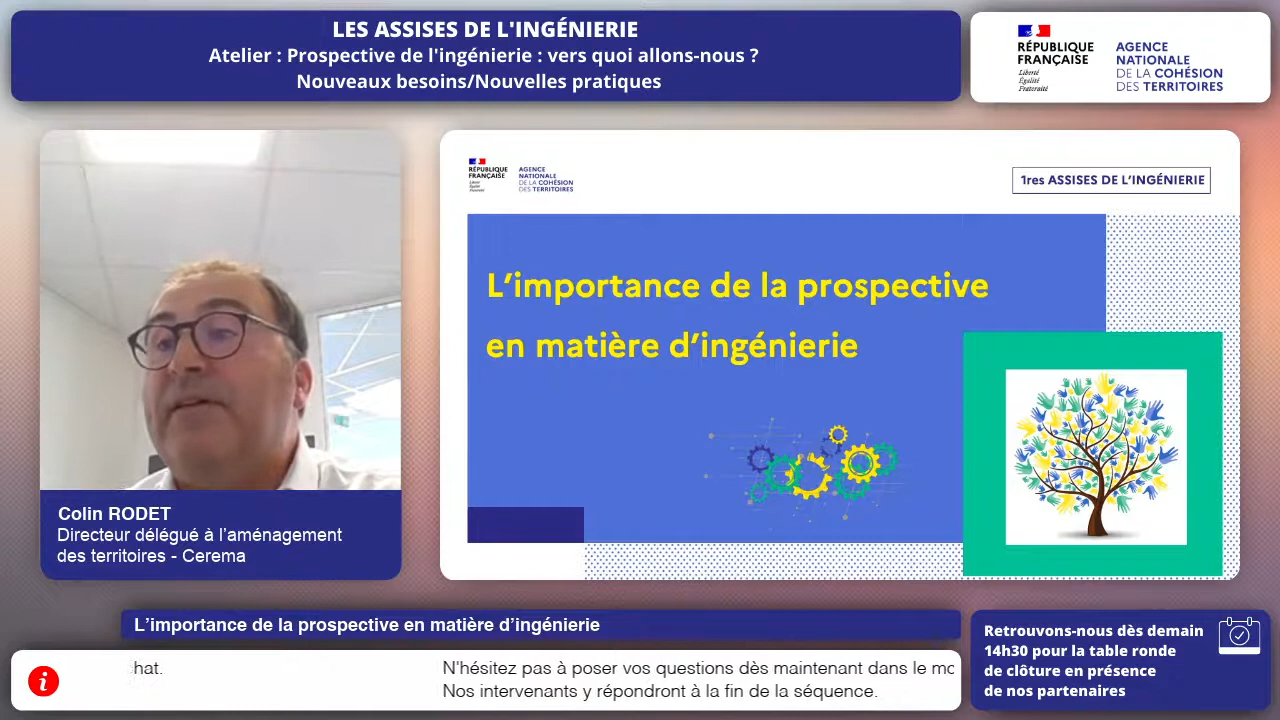 LES ASSISES DE L'INGÉNIERIE
Atelier : Prospective de l'ingénierie : vers quoi allons-nous ?
Nouveaux besoins/Nouvelles pratiques
RÉPUBLIQUE
FRANÇAISE
Liberté
Égalité
Fraternité
AGENCE
NATIONALE
DE LA COHÉSION
DES TERRITOIRES
RÉPUBLIQUE
FRANÇAISE
Liberté
Égalité
Fraternité
AGENCE
NATIONALE
DE LA COHÉSION
DES TERRITOIRES
1res ASSISES DE L'INGÉNIERIE
L'importance de la prospective
en matière d'ingénierie
Colin RODET
Directeur délégué à l'aménagement
des territoires - Cerema
L'importance de la prospective en matière d'ingénierie
hat.
N'hésitez pas à poser vos questions dès maintenant dans le mo
Nos intervenants y répondront à la fin de la séquence.
Retrouvons-nous dès demain
14h30 pour la table ronde
de clôture en présence
de nos partenaires